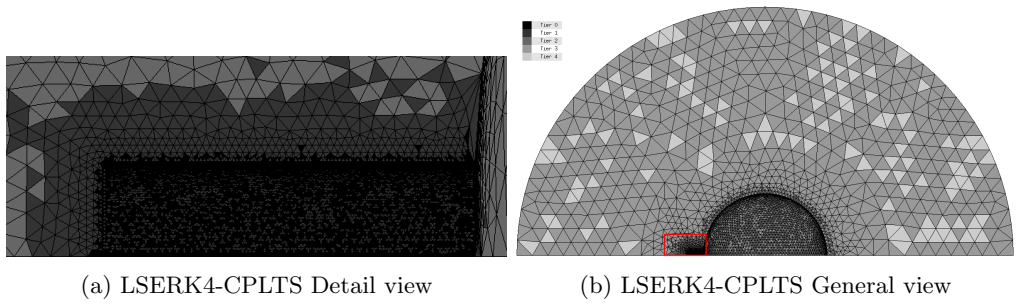 Tier 0
Tier 1
Tier 2
Tier 3
Tier 4
(a) LSERK4-CPLTS Detail view
(b) LSERK4-CPLTS General view